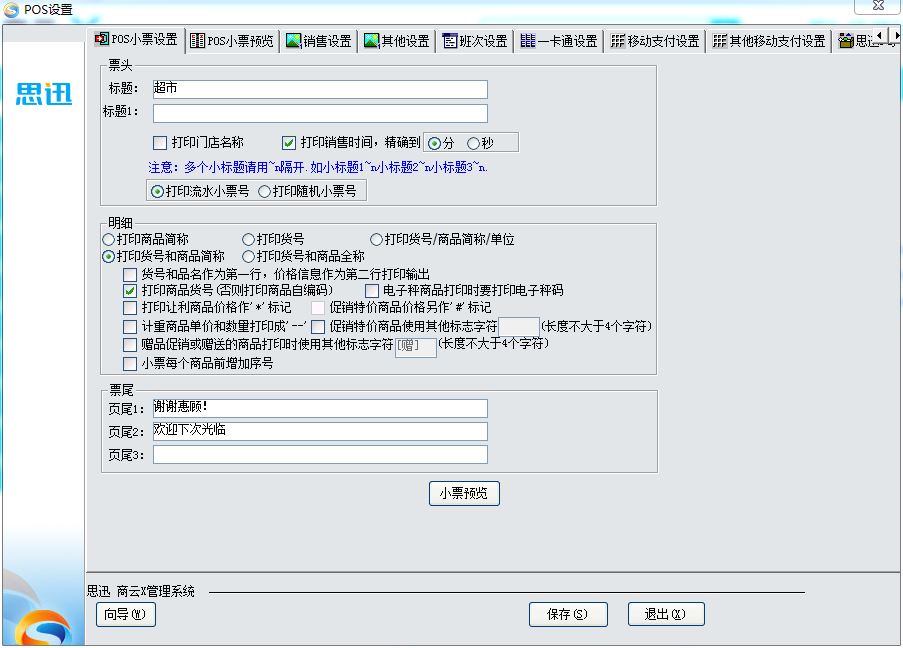 POS设置
POS小票设置 POS小票预览 销售设置 其他设置 班次设置 一卡通设置 移动支付设置 其他移动支付设置 思迅
思迅
票头
标题: 超市
标题1:
打印门店名称 打印销售时间，精确到 分 秒
注意：多个小标题请用~n隔开.如小标题1~n小标题2~n小标题3~n.
打印流水小票号 打印随机小票号
明细
打印商品简称 打印货号 打印货号/商品简称/单位
打印货号和商品简称 打印货号和商品全称
货号和品名作为第一行，价格信息作为第二行打印输出
打印商品货号(否则打印商品自编码) 电子秤商品打印时要打印电子秤码
打印让利商品价格作'*'标记 促销特价商品价格另作'#'标记
计重商品单价和数量打印成'--' 促销特价商品使用其他标志字符 (长度不大于4个字符)
赠品促销或赠送的商品打印时使用其他标志字符 [赠] (长度不大于4个字符)
小票每个商品前增加序号
票尾
页尾1: 谢谢惠顾!
页尾2: 欢迎下次光临
页尾3:
小票预览
思迅 商云X管理系统
向导(W) 保存(S) 退出(X)